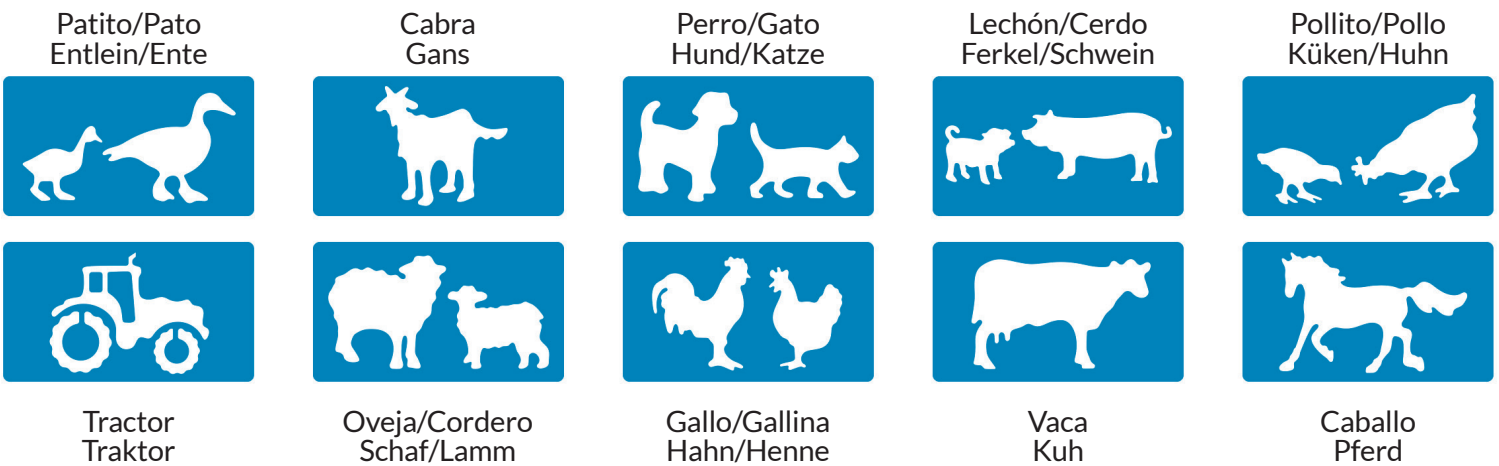 Patito/Pato
Entlein/Ente
Cabra
Gans
Perro/Gato
Hund/Katze
Lechón/Cerdo
Ferkel/Schwein
Pollito/Pollo
Küken/Huhn
Tractor
Traktor
Oveja/Cordero
Schaf/Lamm
Gallo/Gallina
Hahn/Henne
Vaca
Kuh
Caballo
Pferd